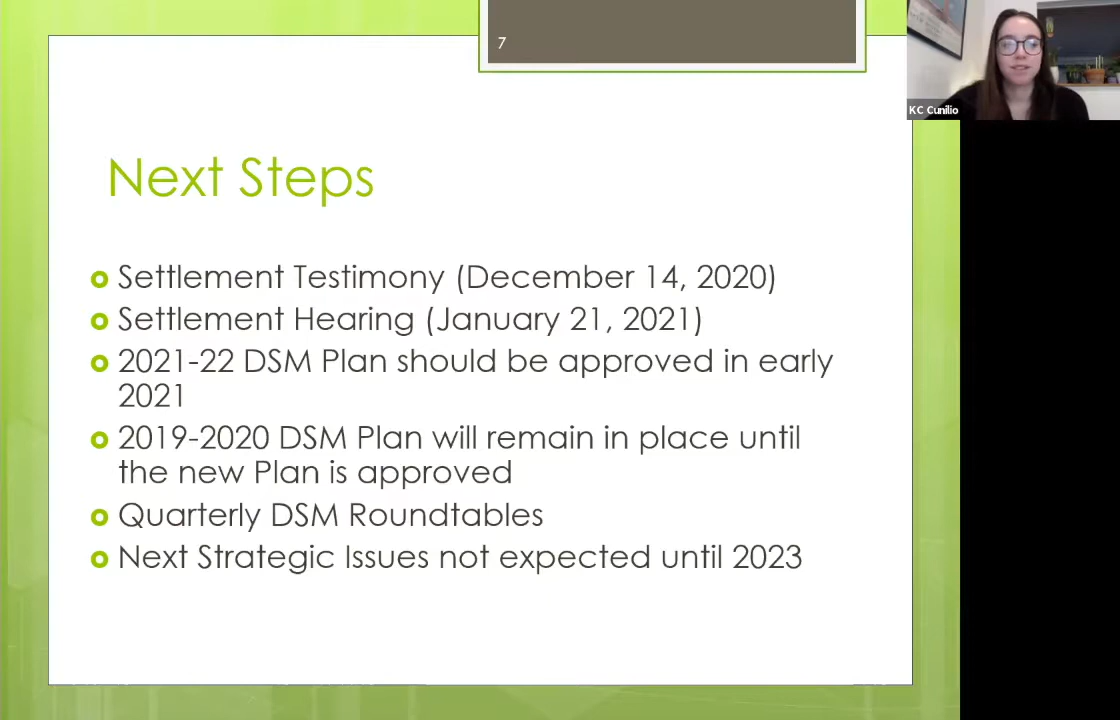 7
KC Cunilio
Next Steps
Settlement Testimony (December 14, 2020)
Settlement Hearing (January 21, 2021)
2021-22 DSM Plan should be approved in early
2021
2019-2020 DSM Plan will remain in place until
the new Plan is approved
Quarterly DSM Roundtables
Next Strategic Issues not expected until 2023